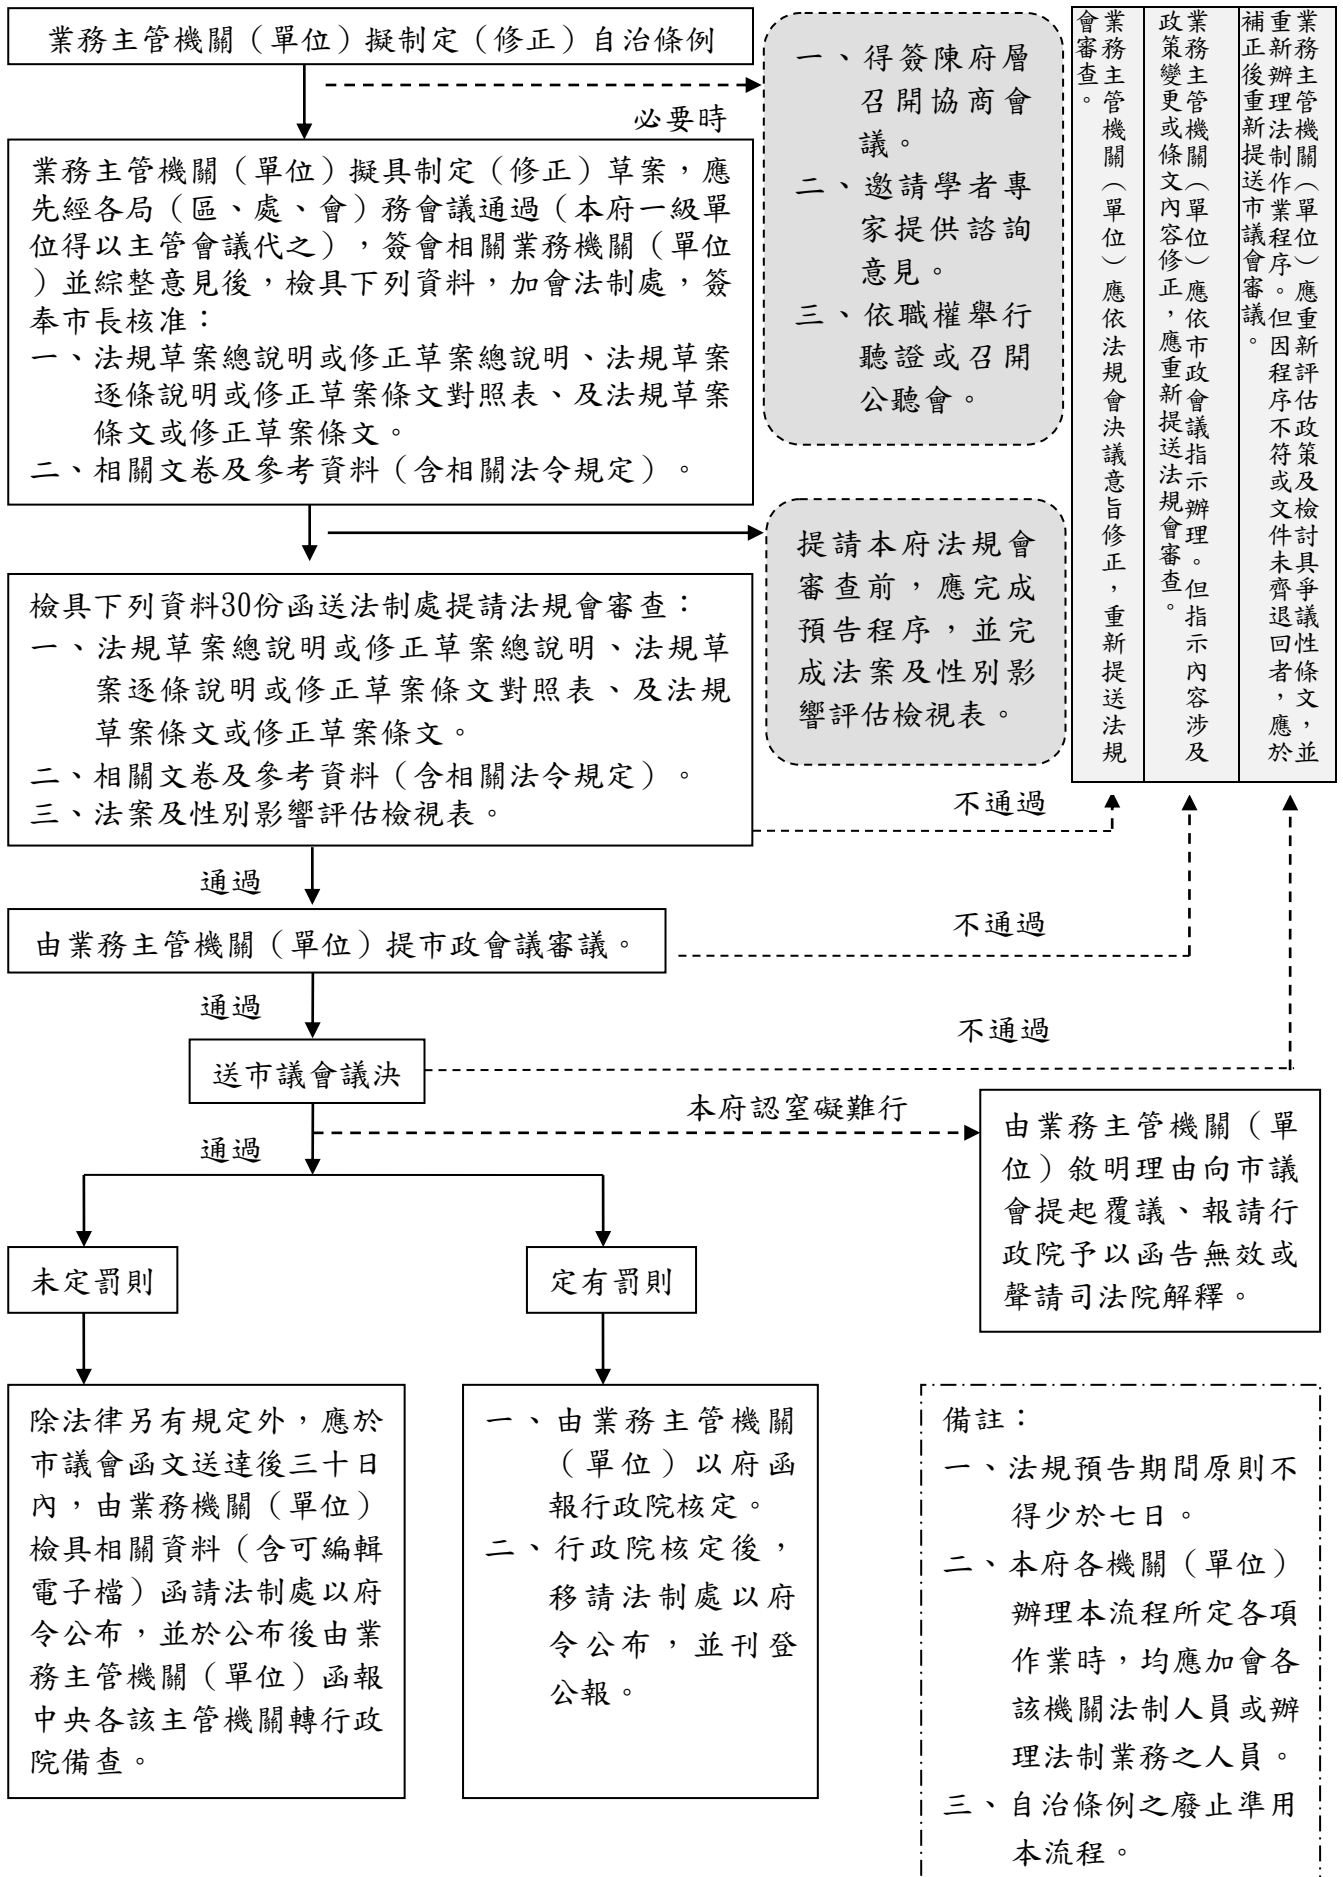 業務主管機關（單位）擬制定（修正）自治條例
必要時
一、得簽陳府層
召開協商會
議。
二、邀請學者專
家提供諮詢
意見。
三、依職權舉行
聽證或召開
公聽會。
業務主管機關（單位）擬具制定（修正）草案，應
先經各局（區、處、會）務會議通過（本府一級單
位得以主管會議代之），簽會相關業務機關（單位
）並綜整意見後，檢具下列資料，加會法制處，簽
奉市長核准：
一、法規草案總說明或修正草案總說明、法規草案
逐條說明或修正草案條文對照表、及法規草案
條文或修正草案條文。
二、相關文卷及參考資料（含相關法令規定）。
提請本府法規會
審查前，應完成
預告程序，並完
成法案及性別影
響評估檢視表。
檢具下列資料30份函送法制處提請法規會審查：
一、法規草案總說明或修正草案總說明、法規草
案逐條說明或修正草案條文對照表、及法規
草案條文或修正草案條文。
二、相關文卷及參考資料（含相關法令規定）。
三、法案及性別影響評估檢視表。
業務主管機關（單位）應重新評估政策及檢討具爭議性條文，並
重新辦理法制作業程序。但因程序不符或文件未齊退回者，應於
補正後重新提送市議會審議。
業務主管機關（單位）應依市政會議指示辦理。但指示內容涉及
政策變更或條文內容修正，應重新提送法規會審查。
業務主管機關（單位）應依法規會決議意旨修正，重新提送法規
會審查。
不通過
通過
由業務主管機關（單位）提市政會議審議。
不通過
通過
送市議會議決
不通過
本府認窒礙難行
通過
由業務主管機關（單
位）敘明理由向市議
會提起覆議、報請行
政院予以函告無效或
聲請司法院解釋。
未定罰則
定有罰則
除法律另有規定外，應於
市議會函文送達後三十日
內，由業務機關（單位）
檢具相關資料（含可編輯
電子檔）函請法制處以府
令公布，並於公布後由業
務主管機關（單位）函報
中央各該主管機關轉行政
院備查。
一、由業務主管機關
（單位）以府函
報行政院核定。
二、行政院核定後，
移請法制處以府
令公布，並刊登
公報。
備註：
一、法規預告期間原則不
得少於七日。
二、本府各機關（單位）
辦理本流程所定各項
作業時，均應加會各
該機關法制人員或辦
理法制業務之人員。
三、自治條例之廢止準用
本流程。